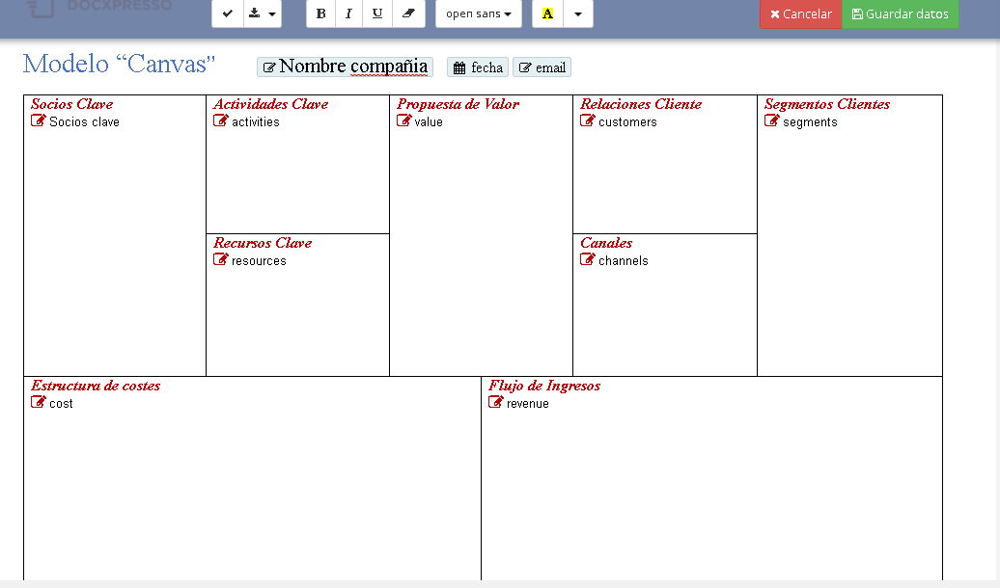 DOCXPRESSO
B I U open sans A Cancelar Guardar datos
Modelo “Canvas” Nombre compañia fecha email
Socios Clave
Socios clave
Actividades Clave
activities
Propuesta de Valor
value
Relaciones Cliente
customers
Segmentos Clientes
segments
Recursos Clave
resources
Canales
channels
Estructura de costes
cost
Flujo de Ingresos
revenue